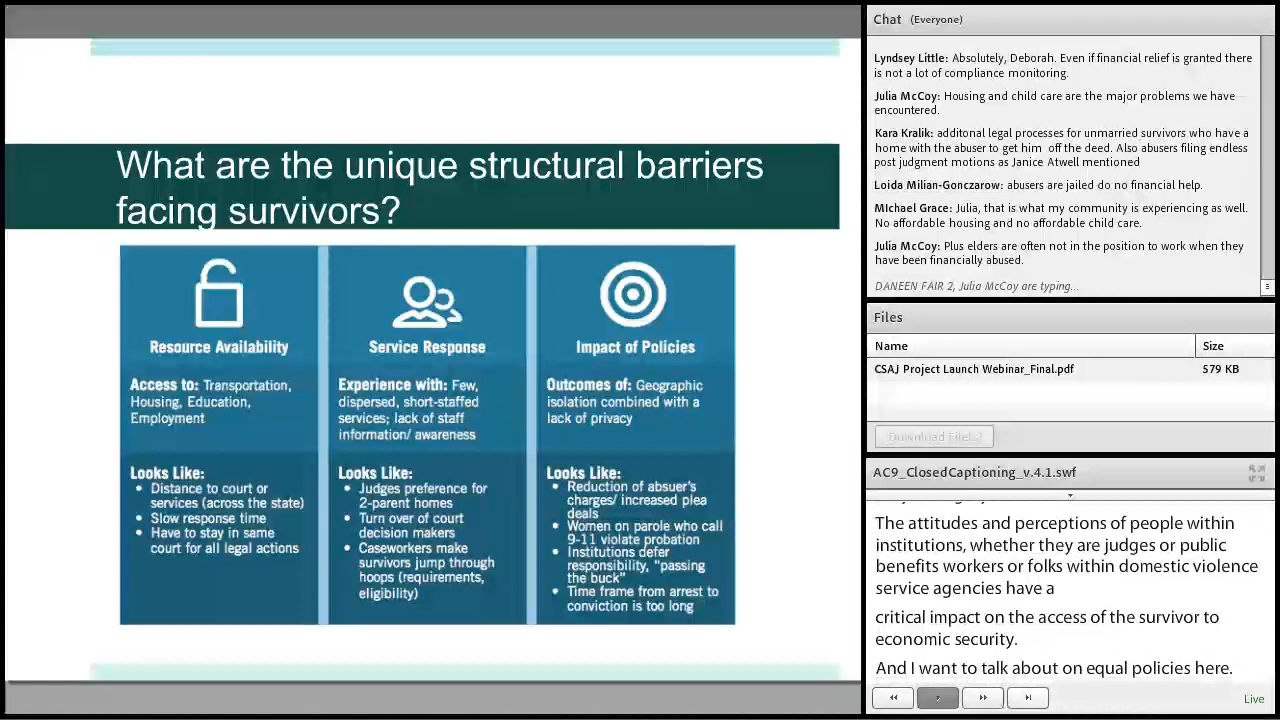 What are the unique structural barriers
facing survivors?
Resource Availability
Access to: Transportation,
Housing, Education,
Employment
Looks Like:
• Distance to court or
services (across the state)
• Slow response time
• Have to stay in same
court for all legal actions
Service Response
Experience with: Few,
dispersed, short-staffed
services; lack of staff
information/ awareness
Looks Like:
• Judges preference for
2-parent homes
• Turn over of court
decision makers
• Caseworkers make
survivors jump through
hoops (requirements,
eligibility)
Impact of Policies
Outcomes of: Geographic
isolation combined with a
lack of privacy
Looks Like:
• Reduction of absuer's
charges/ increased plea
deals
• Women on parole who call
9-11 violate probation
• Institutions defer
responsibility, "passing
the buck"
• Time frame from arrest to
conviction is too long
Chat (Everyone)
Lyndsey Little: Absolutely, Deborah. Even if financial relief is granted there
is not a lot of compliance monitoring.
Julia McCoy: Housing and child care are the major problems we have
encountered.
Kara Kralik: additonal legal processes for unmarried survivors who have a
home with the abuser to get him off the deed. Also abusers filing endless
post judgment motions as Janice Atwell mentioned
Loida Milian-Gonczarow: abusers are jailed do no financial help.
MIchael Grace: Julia, that is what my community is experiencing as well.
No affordable housing and no affordable child care.
Julia McCoy: Plus elders are often not in the position to work when they
have been financially abused.
DANEEN FAIR 2, Julia McCoy are typing...
Files
Name Size
CSAJ Project Launch Webinar_Final.pdf 579 KB
Download File(s)
AC9_ClosedCaptioning_v.4.1.swf
The attitudes and perceptions of people within
institutions, whether they are judges or public
benefits workers or folks within domestic violence
service agencies have a
critical impact on the access of the survivor to
economic security.
And I want to talk about on equal policies here.
Live